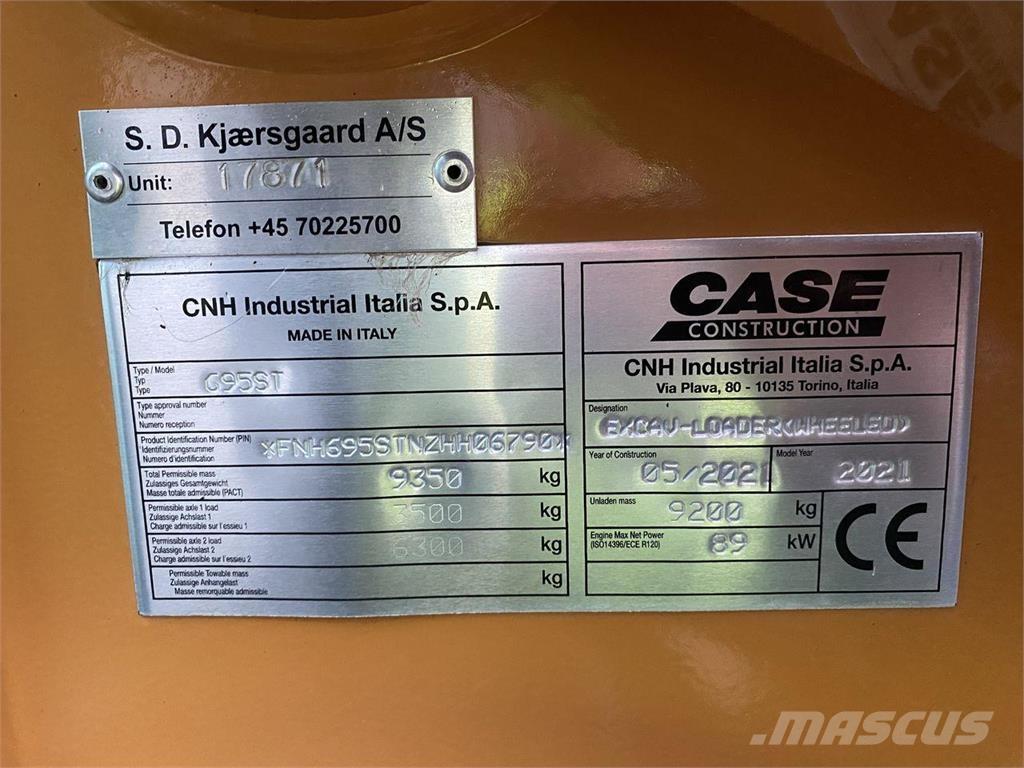 S. D. Kjærsgaard A/S
Unit: 17871
Telefon +45 70225700
CNH Industrial Italia S.p.A.
MADE IN ITALY
Type / Model
Typ
Type
695ST
Type approval number
Nummer
Numero reception
Product Identification Number (PIN)
Identifizierungsnummer
Numero d'identification
*FNH695STNZHH06790*
Total Permissible mass
Zulassiges Gesamtgewicht
Masse totale admissible (PACT)
9350 kg
Permissible axle 1 load
Zulassige Achslast 1
Charge admissible sur l'essieu 1
3500 kg
Permissible axle 2 load
Zulassige Achslast 2
Charge admissible sur l'essieu 2
6300 kg
Permissible Towable mass
Zulassige Anhangelast
Masse remorquable admissible
kg
CASE
CONSTRUCTION
CNH Industrial Italia S.p.A.
Via Plava, 80 - 10135 Torino, Italia
Designation
EXCAV-LOADER(WHEELED)
Year of Construction
05/2021
Model Year
2021
Unladen mass
9200 kg
Engine Max Net Power
(ISO14396/ECE R120)
89 kW
CE
MASCUS